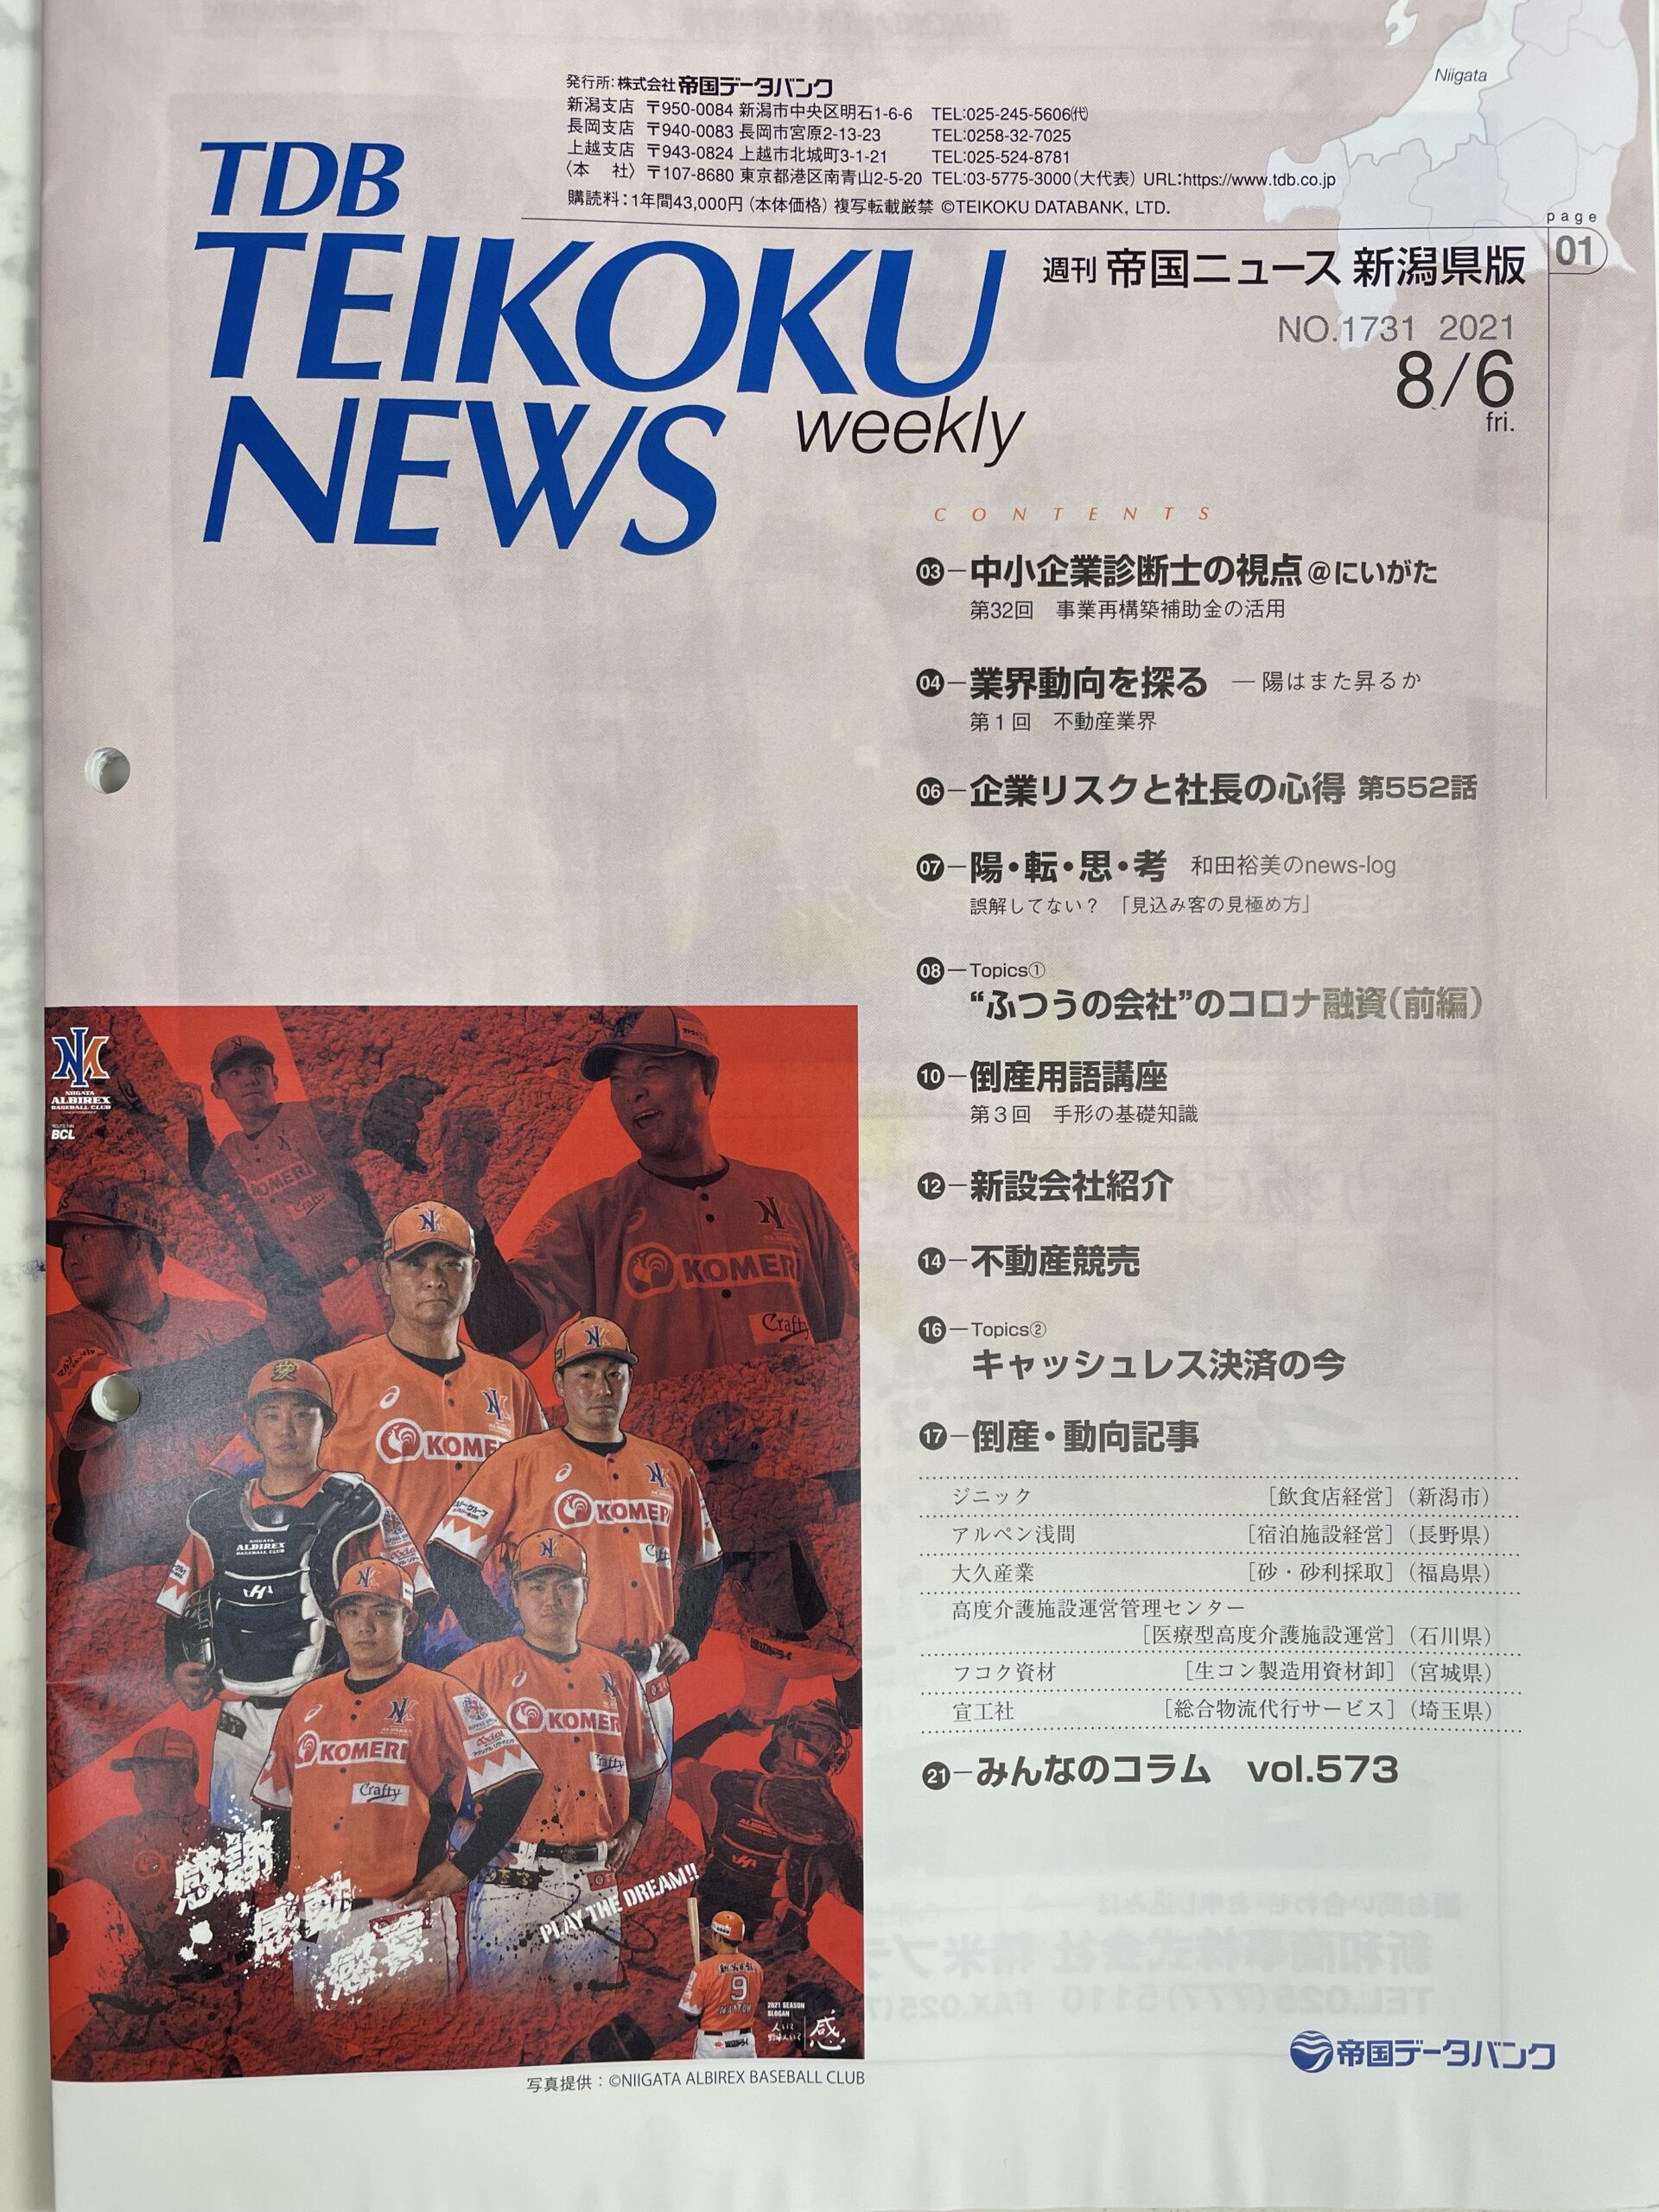 Niigata
発行所:株式会社帝国データバンク
新潟支店 〒950-0084 新潟市中央区明石1-6-6 TEL:025-245-5606㈹
長岡支店 〒940-0083 長岡市宮原2-13-23 TEL:0258-32-7025
上越支店 〒943-0824 上越市北城町3-1-21 TEL:025-524-8781
〈本 社〉〒107-8680 東京都港区南青山2-5-20 TEL:03-5775-3000(大代表) URL:https://www.tdb.co.jp
購読料:1年間43,000円(本体価格)複写転載厳禁 ©TEIKOKU DATABANK, LTD.
page
01
TDB
TEIKOKU
NEWS
weekly
週刊 帝国ニュース 新潟県版
NO.1731 2021
8/6
fri.
CONTENTS
03 中小企業診断士の視点@にいがた
第32回 事業再構築補助金の活用
04 業界動向を探る ―陽はまた昇るか
第1回 不動産業界
06 企業リスクと社長の心得 第552話
07 陽・転・思・考 和田裕美のnews-log
誤解してない?「見込み客の見極め方」
08 Topics①
“ふつうの会社”のコロナ融資(前編)
10 倒産用語講座
第3回 手形の基礎知識
12 新設会社紹介
14 不動産競売
16 Topics②
キャッシュレス決済の今
17 倒産・動向記事
ジニック [飲食店経営](新潟市)
アルペン浅間 [宿泊施設経営](長野県)
大久産業 [砂・砂利採取](福島県)
高度介護施設運営管理センター
[医療型高度介護施設運営](石川県)
フコク資材 [生コン製造用資材卸](宮城県)
宣工社 [総合物流代行サービス](埼玉県)
21 みんなのコラム vol.573
帝国データバンク
NIIGATA
ALBIREX
BASEBALL CLUB
BCL
KOMERI
KOMERI
Crafty
KOME
KOMERI
NIIGATA
ALBIREX
BASEBALL CLUB
KOMERI
Crafty
KOMERI
Crafty
感謝
感動
感激
PLAY THE DREAM!!
9
2021 SEASON
SLOGAN
感
写真提供:©NIIGATA ALBIREX BASEBALL CLUB